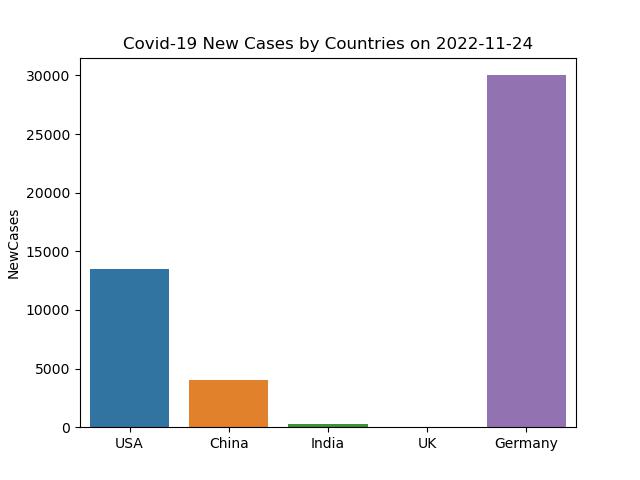 Covid-19 New Cases by Countries on 2022-11-24
NewCases
30000
25000
20000
15000
10000
5000
0
USA China India UK Germany